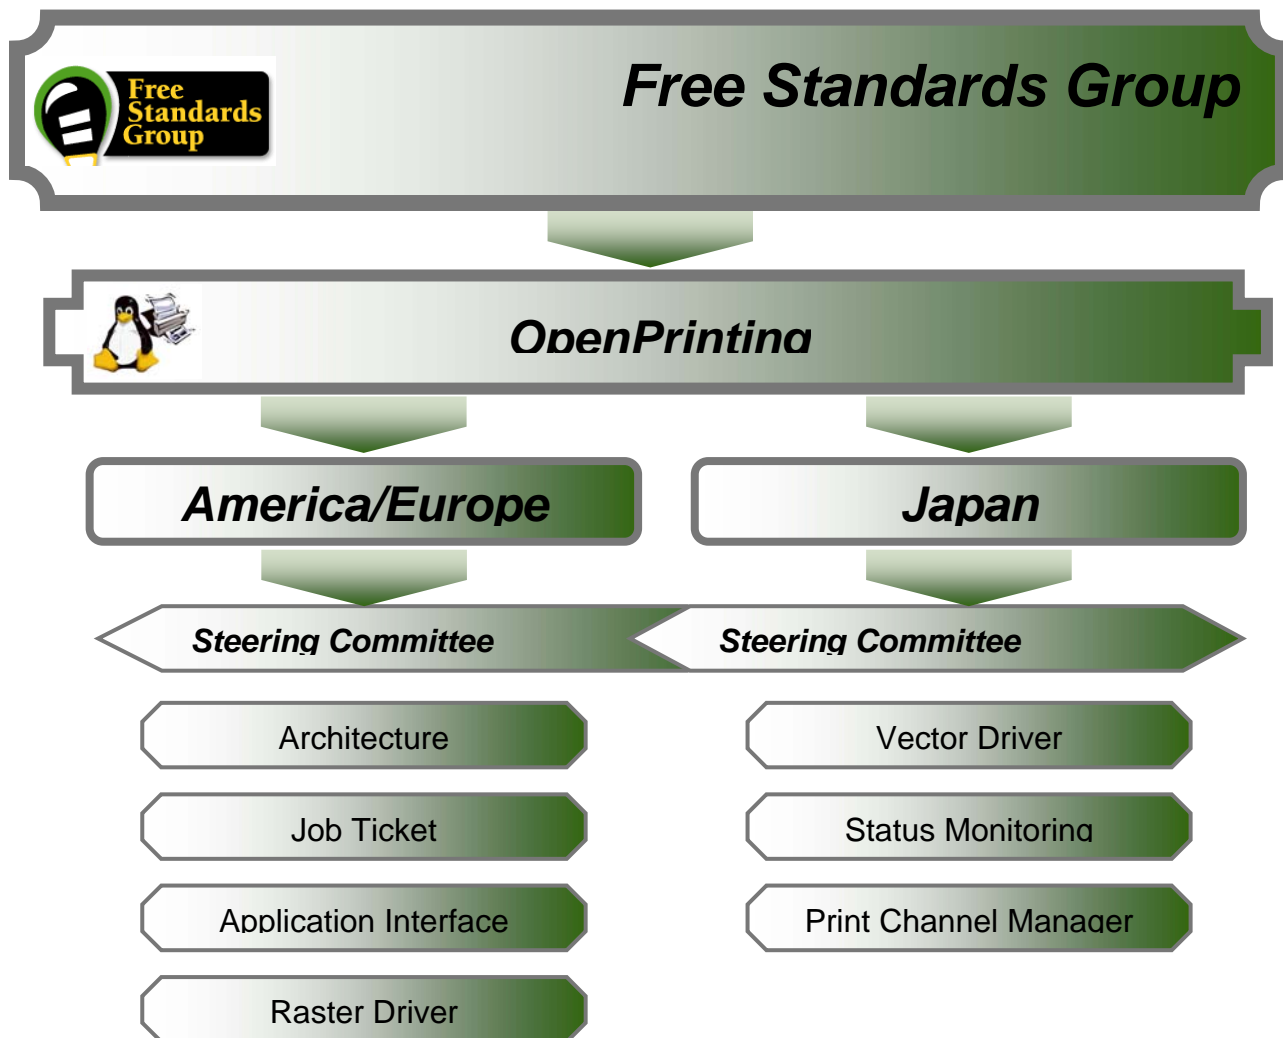 Free
Standards
Group
Free Standards Group
OpenPrinting
America/Europe
Japan
Steering Committee
Steering Committee
Architecture
Vector Driver
Job Ticket
Status Monitoring
Application Interface
Print Channel Manager
Raster Driver